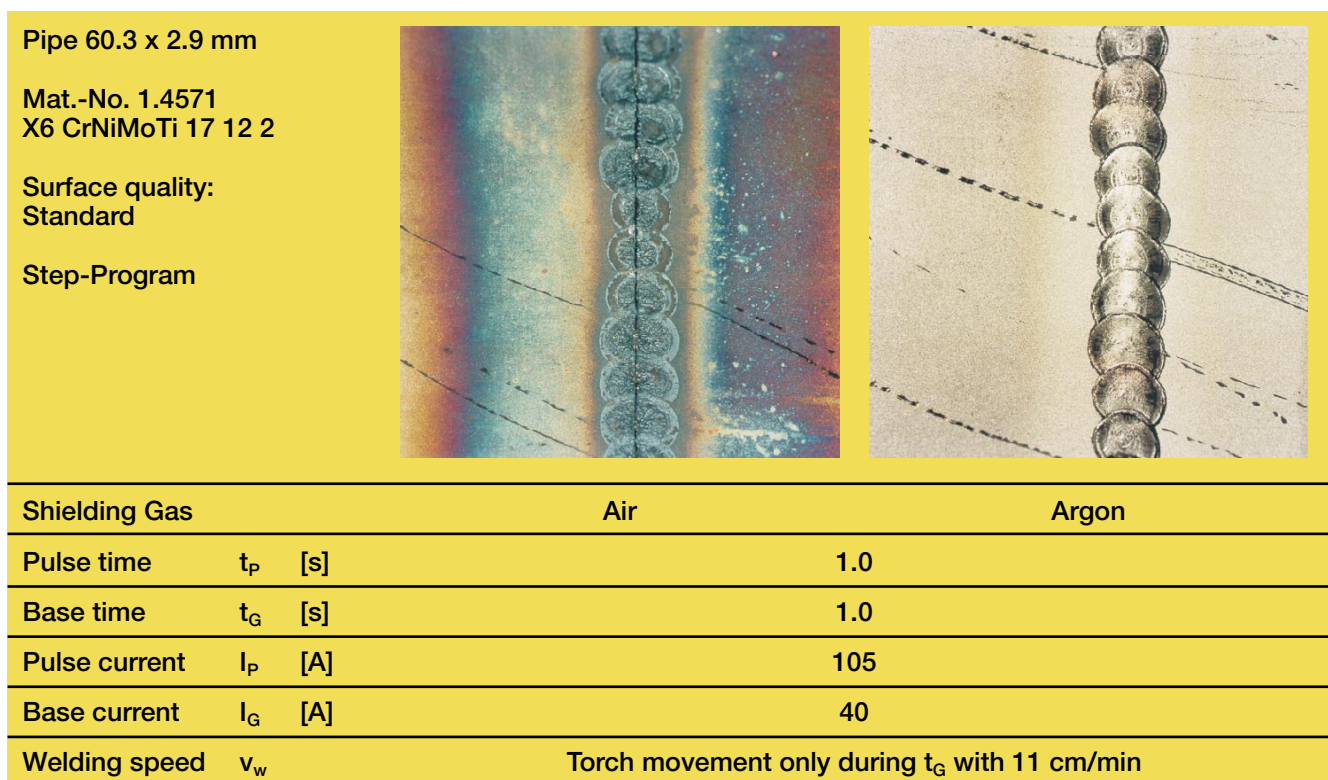 Pipe 60.3 x 2.9 mm
Mat.-No. 1.4571
X6 CrNiMoTi 17 12 2
Surface quality:
Standard
Step-Program
Shielding Gas Air Argon
Pulse time tP [s] 1.0
Base time tG [s] 1.0
Pulse current IP [A] 105
Base current IG [A] 40
Welding speed vw Torch movement only during tG with 11 cm/min